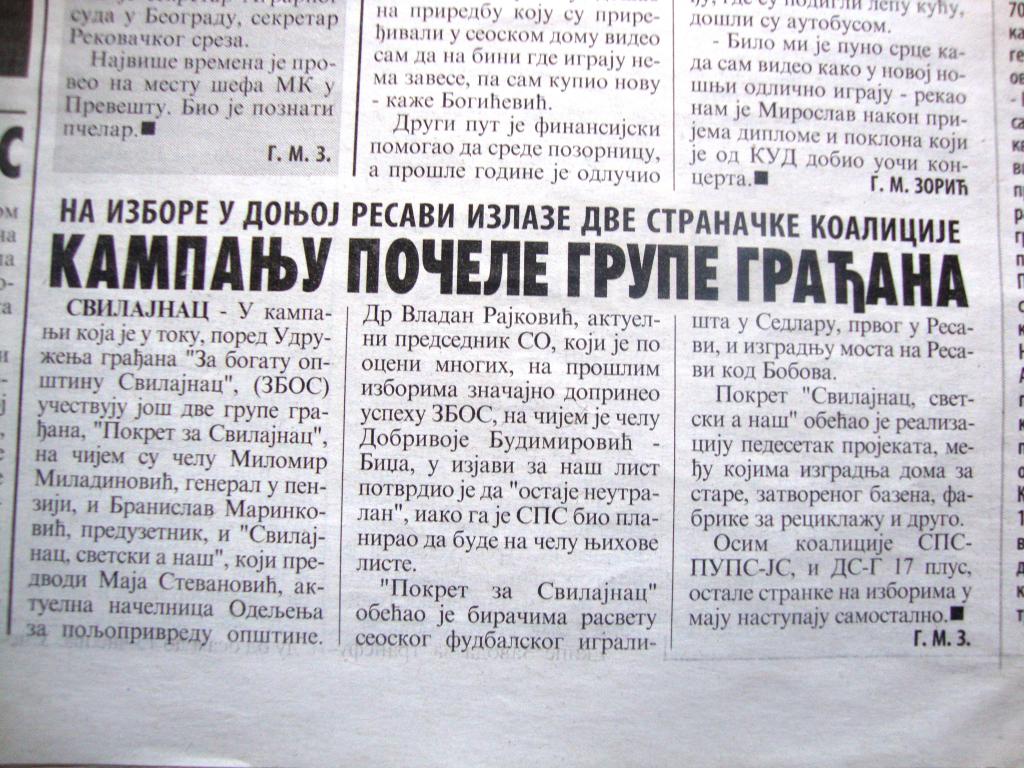 суда у Београду, секретар
Рековачког среза.
Највише времена је про-
вео на месту шефа МК у
Превешту. Био је познати
пчелар.■
Г. М. З.
на приредбу коју су прире-
ђивали у сеоском дому видео
сам да на бини где играју не-
ма завесе, па сам купио нову
- каже Богићевић.
Други пут је финансијски
помогао да среде позорницу,
а прошле године је одлучио
дошли су аутобусом.
- Било ми је пуно срце ка-
да сам видео како у новој но-
шњи одлично играју - рекао
нам је Мирослав након при-
јема дипломе и поклона који
је од КУД добио уочи кон-
церта.■
Г. М. ЗОРИЋ
НА ИЗБОРЕ У ДОЊОЈ РЕСАВИ ИЗЛАЗЕ ДВЕ СТРАНАЧКЕ КОАЛИЦИЈЕ
КАМПАЊУ ПОЧЕЛЕ ГРУПЕ ГРАЂАНА
СВИЛАЈНАЦ - У кампа-
њи која је у току, поред Удру-
жења грађана "За богату оп-
штину Свилајнац", (ЗБОС)
учествују још две групе гра-
ђана, "Покрет за Свилајнац",
на чијем су челу Миломир
Миладиновић, генерал у пен-
зији, и Бранислав Маринко-
вић, предузетник, и "Свилај-
нац, светски а наш", који пре-
дводи Маја Стевановић, ак-
туелна начелница Одељења
за пољопривреду општине.
Др Владан Рајковић, актуел-
ни председник СО, који је по
оцени многих, на прошлим
изборима значајно допринео
успеху ЗБОС, на чијем је челу
Добривоје Будимировић -
Биџа, у изјави за наш лист
потврдио је да "остаје неутра-
лан", иако га је СПС био пла-
нирао да буде на челу њихове
листе.
"Покрет за Свилајнац"
обећао је бирачима расвету
сеоског фудбалског играли-
шта у Седлару, првог у Реса-
ви, и изградњу моста на Реса-
ви код Бобова.
Покрет "Свилајнац, свет-
ски а наш" обећао је реализа-
цију педесетак пројеката, ме-
ђу којима изградња дома за
старе, затвореног базена, фа-
брике за рециклажу и друго.
Осим коалиције СПС-
ПУПС-ЈС, и ДС-Г 17 плус,
остале странке на изборима у
мају наступају самостално.■
Г. М. З.